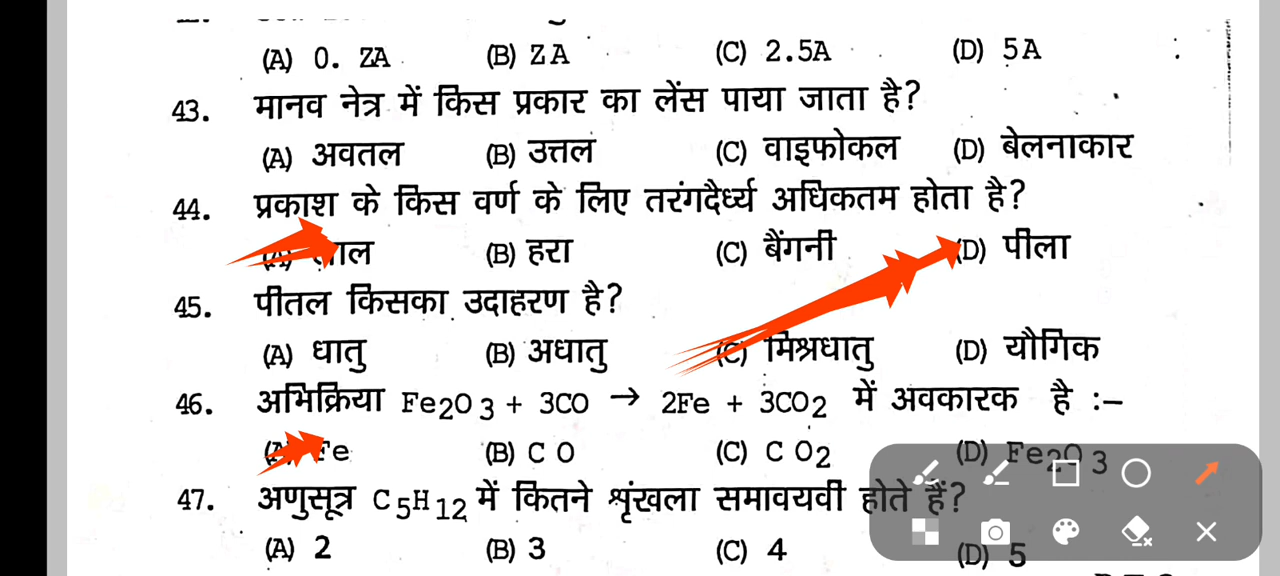 (A) 0. ZA (B) ZA (C) 2.5A (D) 5A
43. मानव नेत्र में किस प्रकार का लेंस पाया जाता है?
(A) अवतल (B) उत्तल (C) वाइफोकल (D) बेलनाकार
44. प्रकाश के किस वर्ण के लिए तरंगदैर्ध्य अधिकतम होता है?
(A) लाल (B) हरा (C) बैंगनी (D) पीला
45. पीतल किसका उदाहरण है?
(A) धातु (B) अधातु (C) मिश्रधातु (D) यौगिक
46. अभिक्रिया Fe2O3 + 3CO → 2Fe + 3CO2 में अवकारक है :–
(A) Fe (B) C O (C) C O2 (D) Fe2O3
47. अणुसूत्र C5H12 में कितने श्रृंखला समावयवी होते हैं?
(A) 2 (B) 3 (C) 4 (D) 5